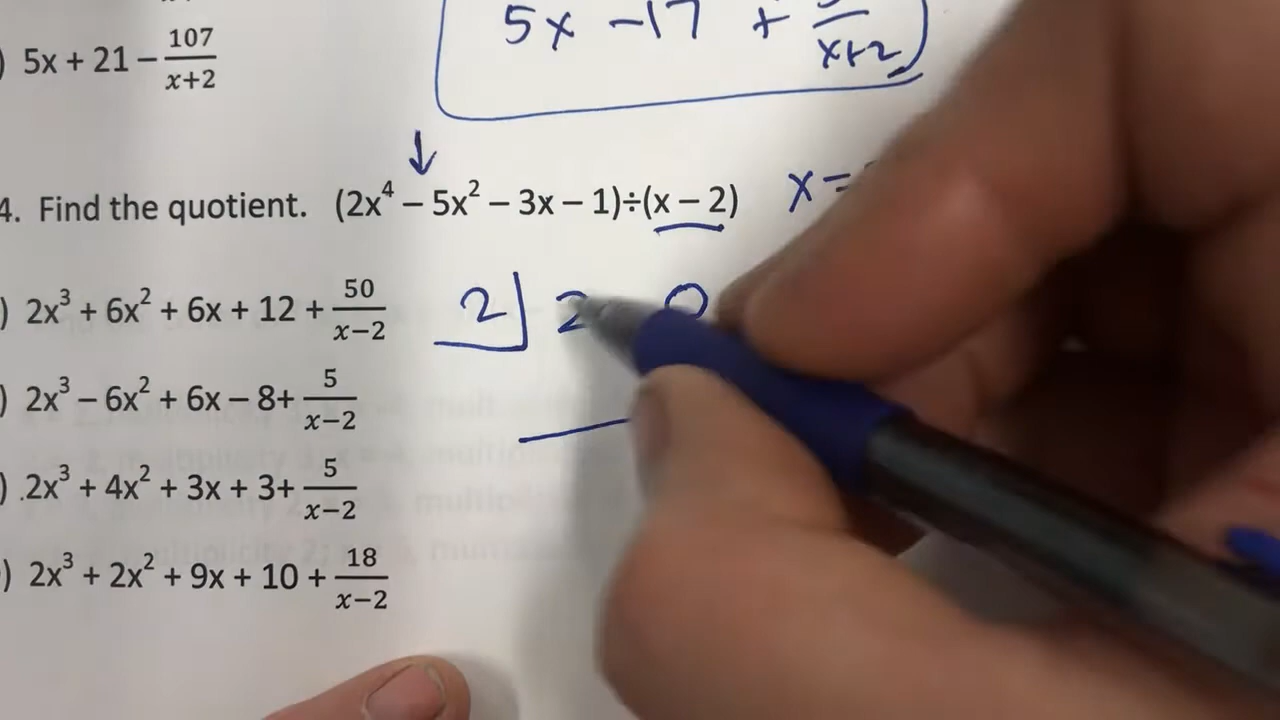 5x − 17 + /x+2
) 5x + 21 − 107/x+2
↓
4. Find the quotient. (2x⁴ − 5x² − 3x − 1)÷(x − 2) x =
) 2x³ + 6x² + 6x + 12 + 50/x−2
2 2 0
) 2x³ − 6x² + 6x − 8+ 5/x−2
) 2x³ + 4x² + 3x + 3+ 5/x−2
) 2x³ + 2x² + 9x + 10 + 18/x−2